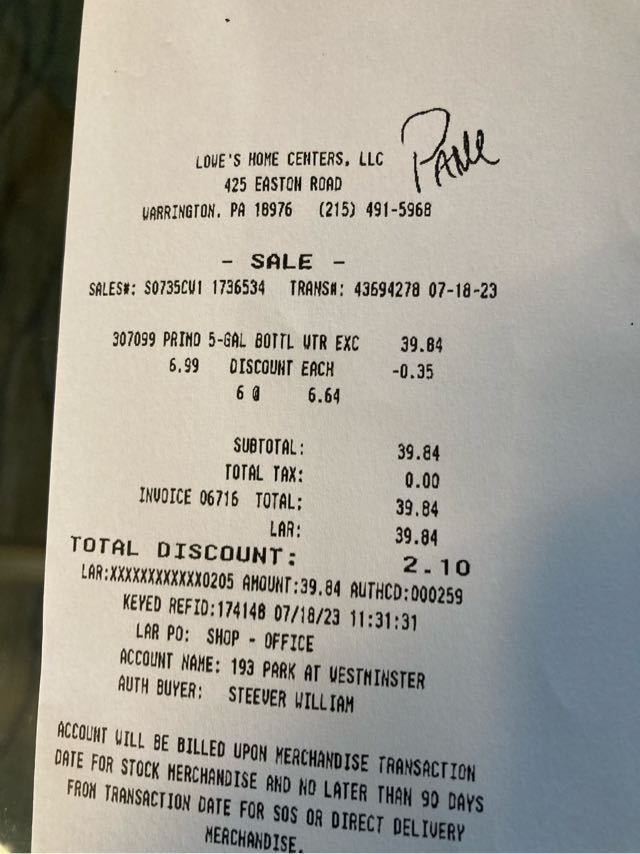 LOWE'S HOME CENTERS, LLC
425 EASTON ROAD
WARRINGTON, PA 18976 (215) 491-5968
- SALE -
SALES#: S0735CW1 1736534 TRANS#: 43694278 07-18-23
307099 PRIMO 5-GAL BOTTL WTR EXC 39.84
6.99 DISCOUNT EACH -0.35
6 @ 6.64
SUBTOTAL: 39.84
TOTAL TAX: 0.00
INVOICE 06716 TOTAL: 39.84
LAR: 39.84
TOTAL DISCOUNT: 2.10
LAR:XXXXXXXXXXXX0205 AMOUNT:39.84 AUTHCD:000259
KEYED REFID:174148 07/18/23 11:31:31
LAR PO: SHOP - OFFICE
ACCOUNT NAME: 193 PARK AT WESTMINSTER
AUTH BUYER: STEEVER WILLIAM
ACCOUNT WILL BE BILLED UPON MERCHANDISE TRANSACTION
DATE FOR STOCK MERCHANDISE AND NO LATER THAN 90 DAYS
FROM TRANSACTION DATE FOR SOS OR DIRECT DELIVERY
MERCHANDISE.